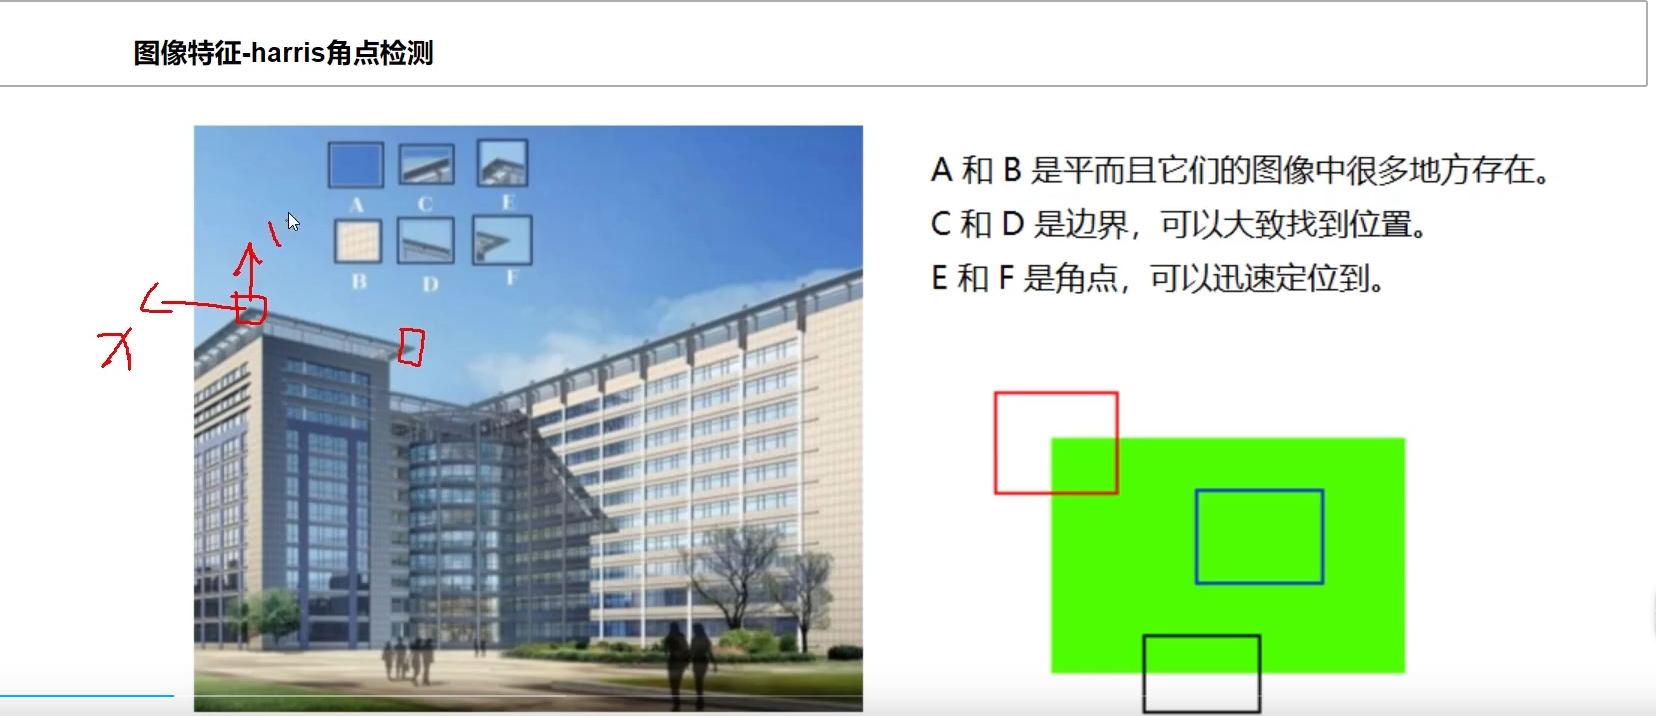 图像特征-harris角点检测
A C E
B D F
x
A 和 B 是平而且它们的图像中很多地方存在。
C 和 D 是边界，可以大致找到位置。
E 和 F 是角点，可以迅速定位到。